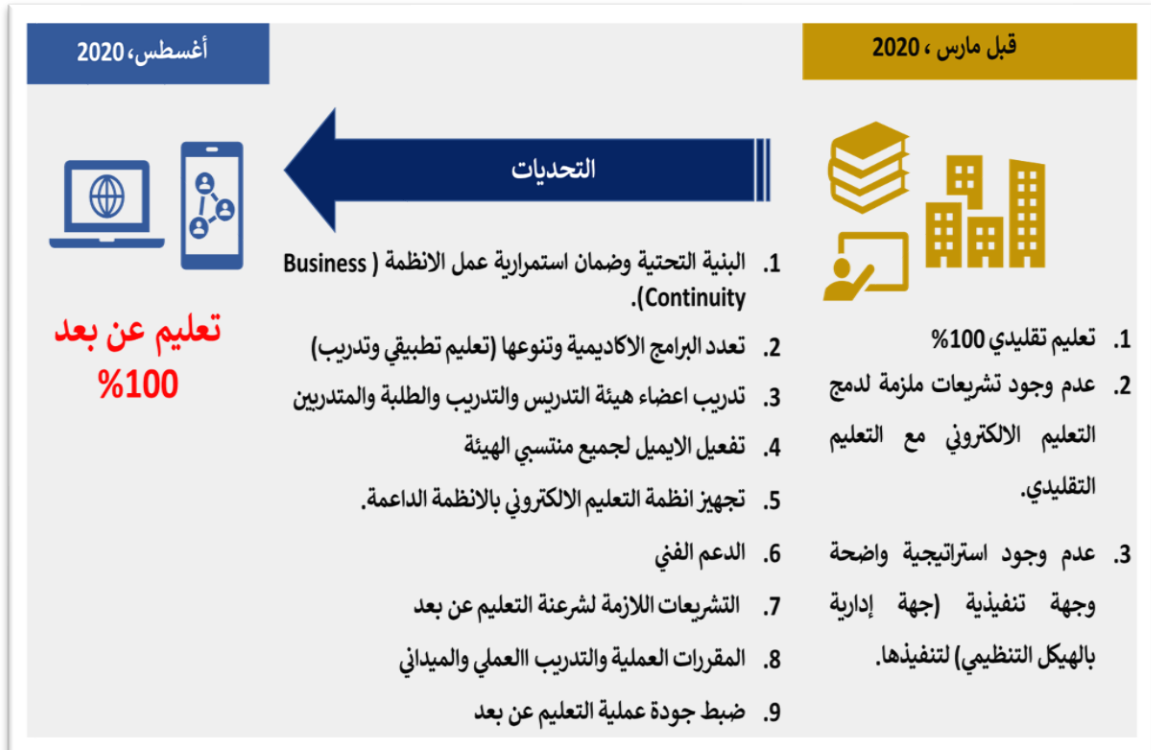 قبل مارس ، 2020
1. تعليم تقليدي 100%
2. عدم وجود تشريعات ملزمة لدمج
التعليم الالكتروني مع التعليم
التقليدي.
3. عدم وجود استراتيجية واضحة
وجهة تنفيذية (جهة إدارية
بالهيكل التنظيمي) لتنفيذها.
التحديات
1. البنية التحتية وضمان استمرارية عمل الانظمة ( Business
Continuity).
2. تعدد البرامج الاكاديمية وتنوعها (تعليم تطبيقي وتدريب)
3. تدريب اعضاء هيئة التدريس والتدريب والطلبة والمتدربين
4. تفعيل الايميل لجميع منتسبي الهيئة
5. تجهيز انظمة التعليم الالكتروني بالانظمة الداعمة.
6. الدعم الفني
7. التشريعات اللازمة لشرعنة التعليم عن بعد
8. المقررات العملية والتدريب االعملي والميداني
9. ضبط جودة عملية التعليم عن بعد
أغسطس، 2020
تعليم عن بعد
%100